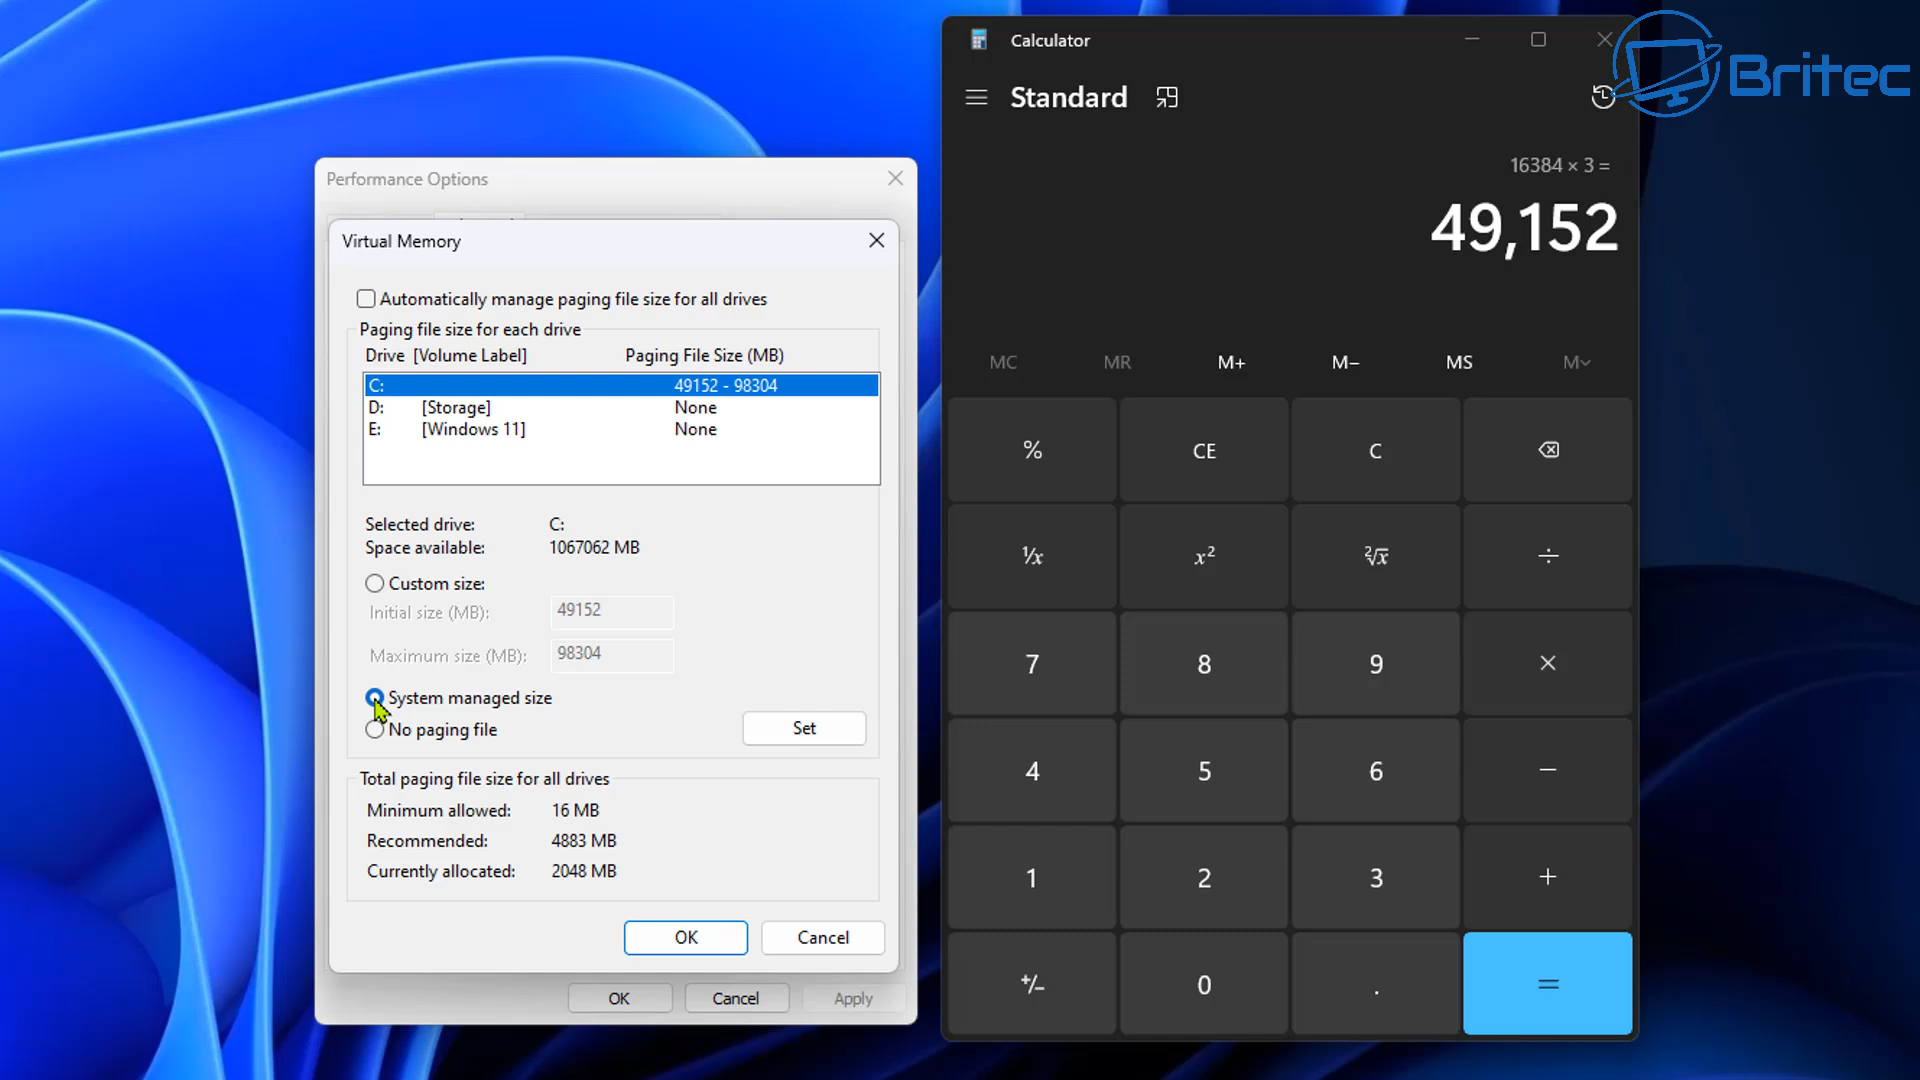 Performance Options
Virtual Memory
Automatically manage paging file size for all drives
Paging file size for each drive
Drive [Volume Label] Paging File Size (MB)
C: 49152 - 98304
D: [Storage] None
E: [Windows 11] None
Selected drive: C:
Space available: 1067062 MB
Custom size:
Initial size (MB): 49152
Maximum size (MB): 98304
System managed size
No paging file
Set
Total paging file size for all drives
Minimum allowed: 16 MB
Recommended: 4883 MB
Currently allocated: 2048 MB
OK Cancel
OK Cancel Apply
Calculator
Standard
16384 × 3 =
49,152
MC MR M+ M− MS M
% CE C
⅟x x² ²√x ÷
7 8 9 ×
4 5 6 −
1 2 3 +
+/− 0 . =
Britec